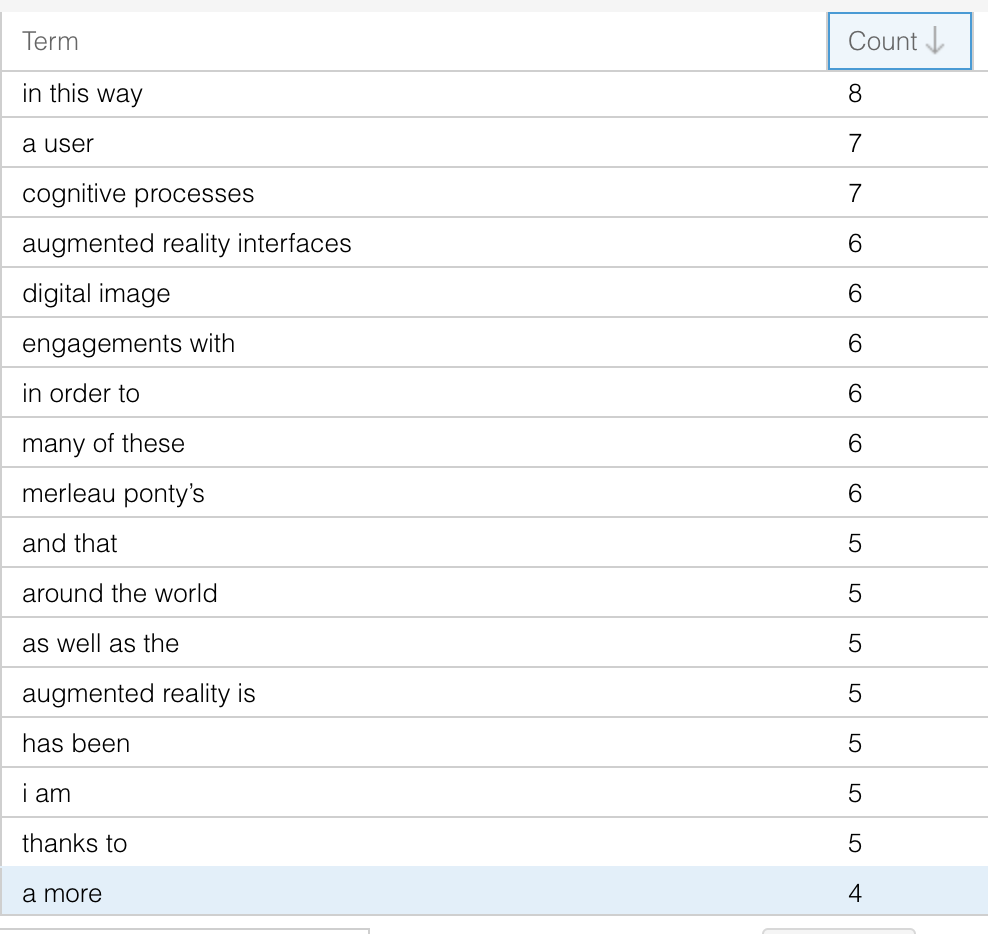 Term Count
in this way 8
a user 7
cognitive processes 7
augmented reality interfaces 6
digital image 6
engagements with 6
in order to 6
many of these 6
merleau ponty’s 6
and that 5
around the world 5
as well as the 5
augmented reality is 5
has been 5
i am 5
thanks to 5
a more 4